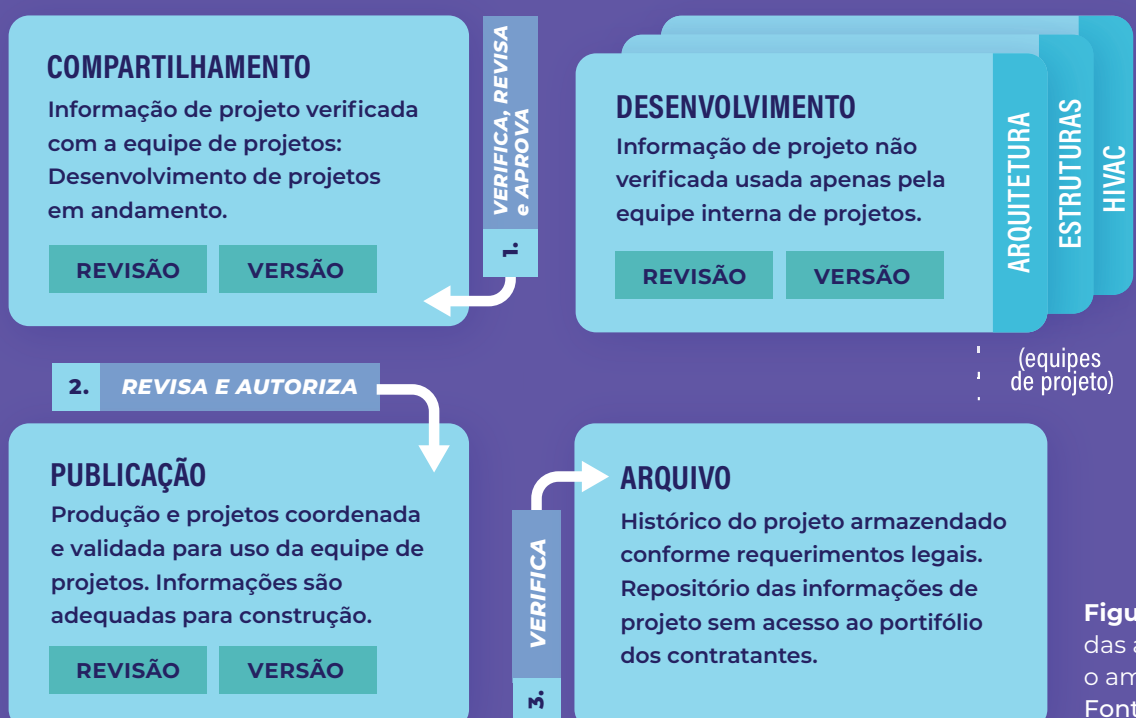 COMPARTILHAMENTO
Informação de projeto verificada
com a equipe de projetos:
Desenvolvimento de projetos
em andamento.
REVISÃO
VERSÃO
1.
VERIFICA, REVISA
e APROVA
DESENVOLVIMENTO
Informação de projeto não
verificada usada apenas pela
equipe interna de projetos.
REVISÃO
VERSÃO
ARQUITETURA
ESTRUTURAS
HIVAC
(equipes
de projeto)
2. REVISA E AUTORIZA
PUBLICAÇÃO
Produção e projetos coordenada
e validada para uso da equipe de
projetos. Informações são
adequadas para construção.
REVISÃO
VERSÃO
3. VERIFICA
ARQUIVO
Histórico do projeto armazendado
conforme requerimentos legais.
Repositório das informações de
projeto sem acesso ao portifólio
dos contratantes.
Figu
das a
o am
Font